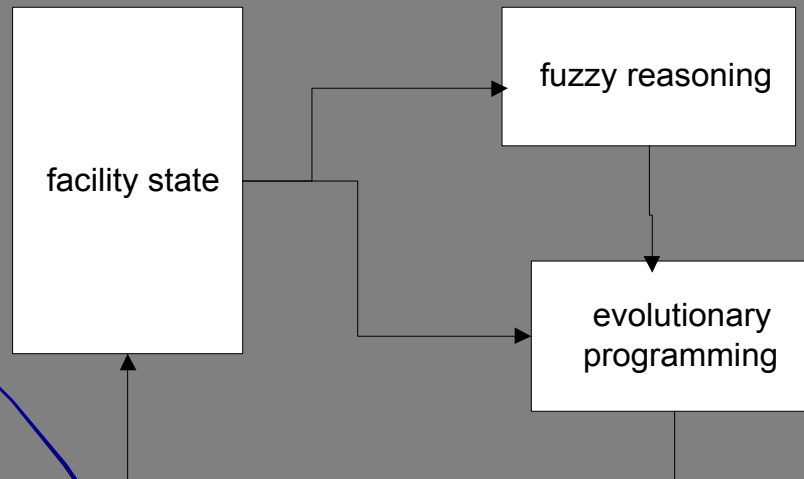 fuzzy reasoning
facility state
evolutionary
programming